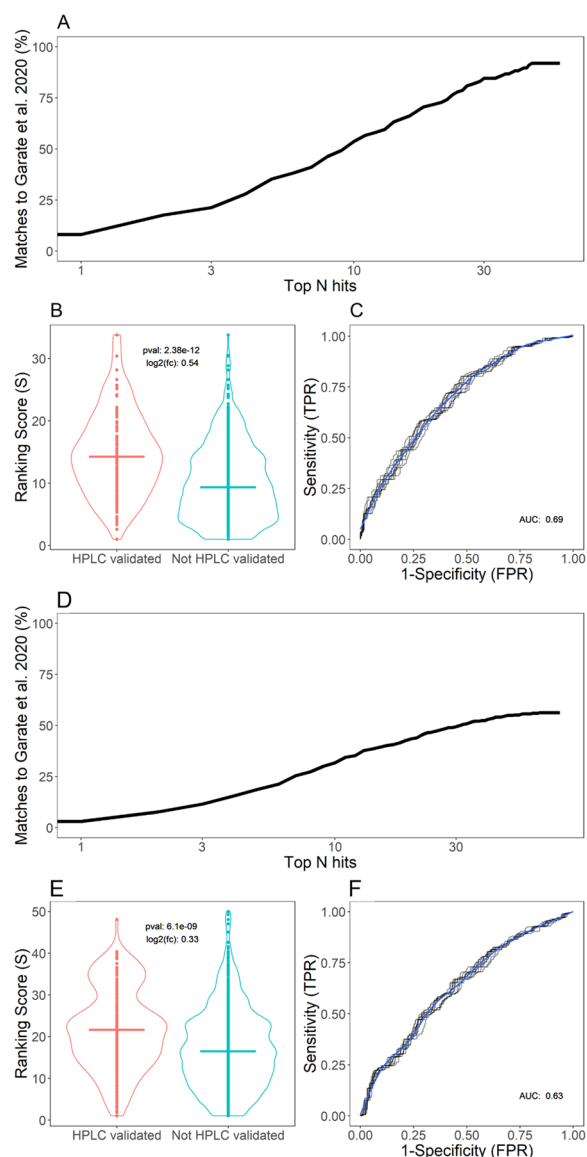 A
Matches to Garate et al. 2020 (%)
100
75
50
25
0
1
3
10
30
Top N hits
B
Ranking Score (S)
30
20
10
0
pval: 2.38e-12
log2(fc): 0.54
HPLC validated
Not HPLC validated
C
Sensitivity (TPR)
1.00
0.75
0.50
0.25
0.00
AUC: 0.69
0.00
0.25
0.50
0.75
1.00
1-Specificity (FPR)
D
Matches to Garate et al. 2020 (%)
100
75
50
25
0
1
3
10
30
Top N hits
E
Ranking Score (S)
50
40
30
20
10
0
pval: 6.1e-09
log2(fc): 0.33
HPLC validated
Not HPLC validated
F
Sensitivity (TPR)
1.00
0.75
0.50
0.25
0.00
AUC: 0.63
0.00
0.25
0.50
0.75
1.00
1-Specificity (FPR)